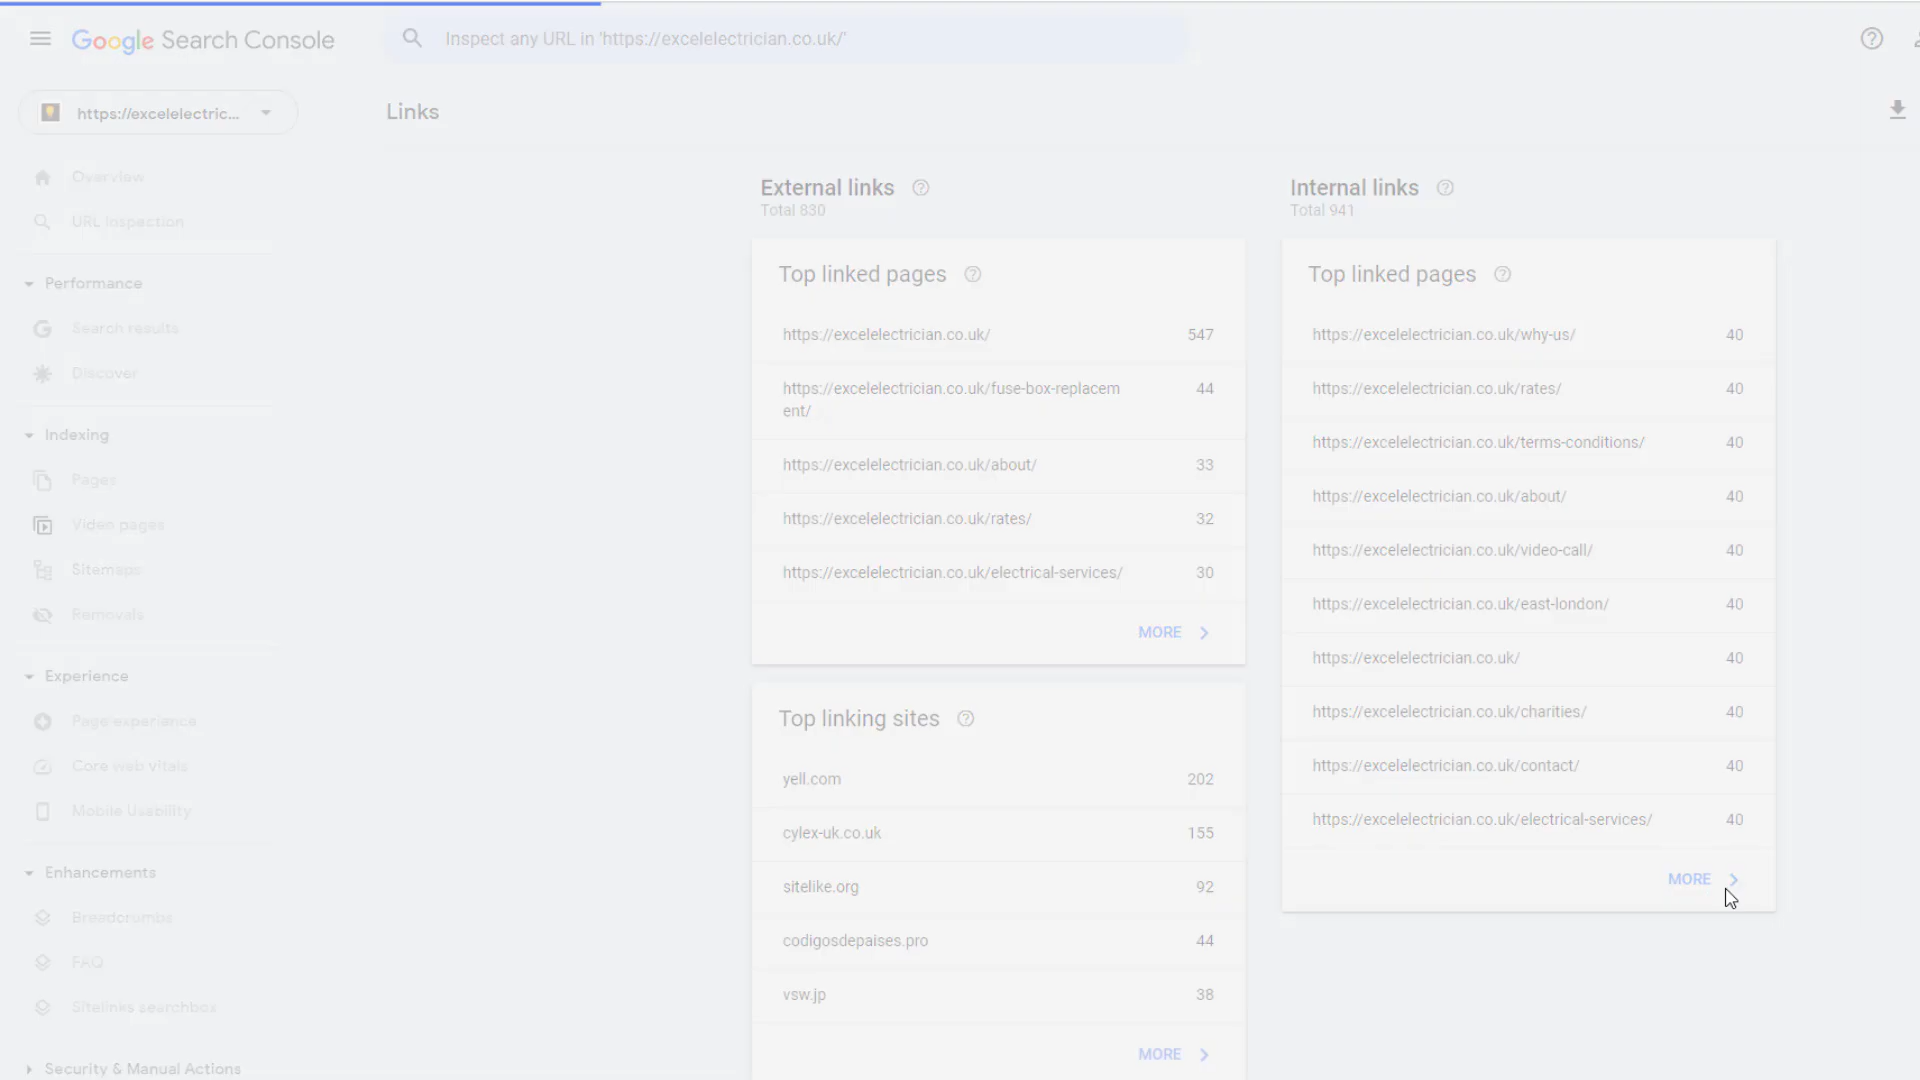 Google Search Console
Inspect any URL in 'https://excelelectrician.co.uk/'
https://excelelectric...
Links
Overview
URL Inspection
Performance
Search results
Discover
Indexing
Pages
Video pages
Sitemaps
Removals
Experience
Page experience
Core web vitals
Mobile Usability
Enhancements
Breadcrumbs
FAQ
Sitelinks searchbox
Security & Manual Actions
External links
Total 830
Top linked pages
https://excelelectrician.co.uk/ 547
https://excelelectrician.co.uk/fuse-box-replacem 44
ent/
https://excelelectrician.co.uk/about/ 33
https://excelelectrician.co.uk/rates/ 32
https://excelelectrician.co.uk/electrical-services/ 30
MORE
Top linking sites
yell.com 202
cylex-uk.co.uk 155
sitelike.org 92
codigosdepaises.pro 44
vsw.jp 38
MORE
Internal links
Total 941
Top linked pages
https://excelelectrician.co.uk/why-us/ 40
https://excelelectrician.co.uk/rates/ 40
https://excelelectrician.co.uk/terms-conditions/ 40
https://excelelectrician.co.uk/about/ 40
https://excelelectrician.co.uk/video-call/ 40
https://excelelectrician.co.uk/east-london/ 40
https://excelelectrician.co.uk/ 40
https://excelelectrician.co.uk/charities/ 40
https://excelelectrician.co.uk/contact/ 40
https://excelelectrician.co.uk/electrical-services/ 40
MORE